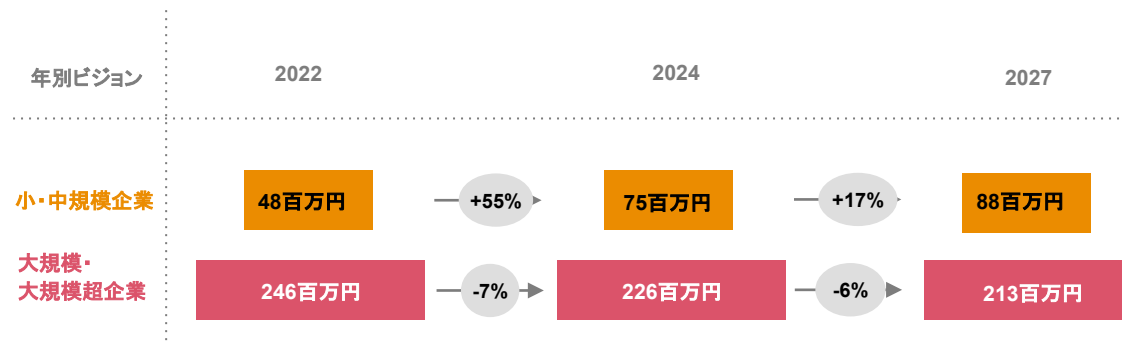 年別ビジョン
2022
2024
2027
小・中規模企業
48百万円
+55%
75百万円
+17%
88百万円
大規模・
大規模超企業
246百万円
-7%
226百万円
-6%
213百万円